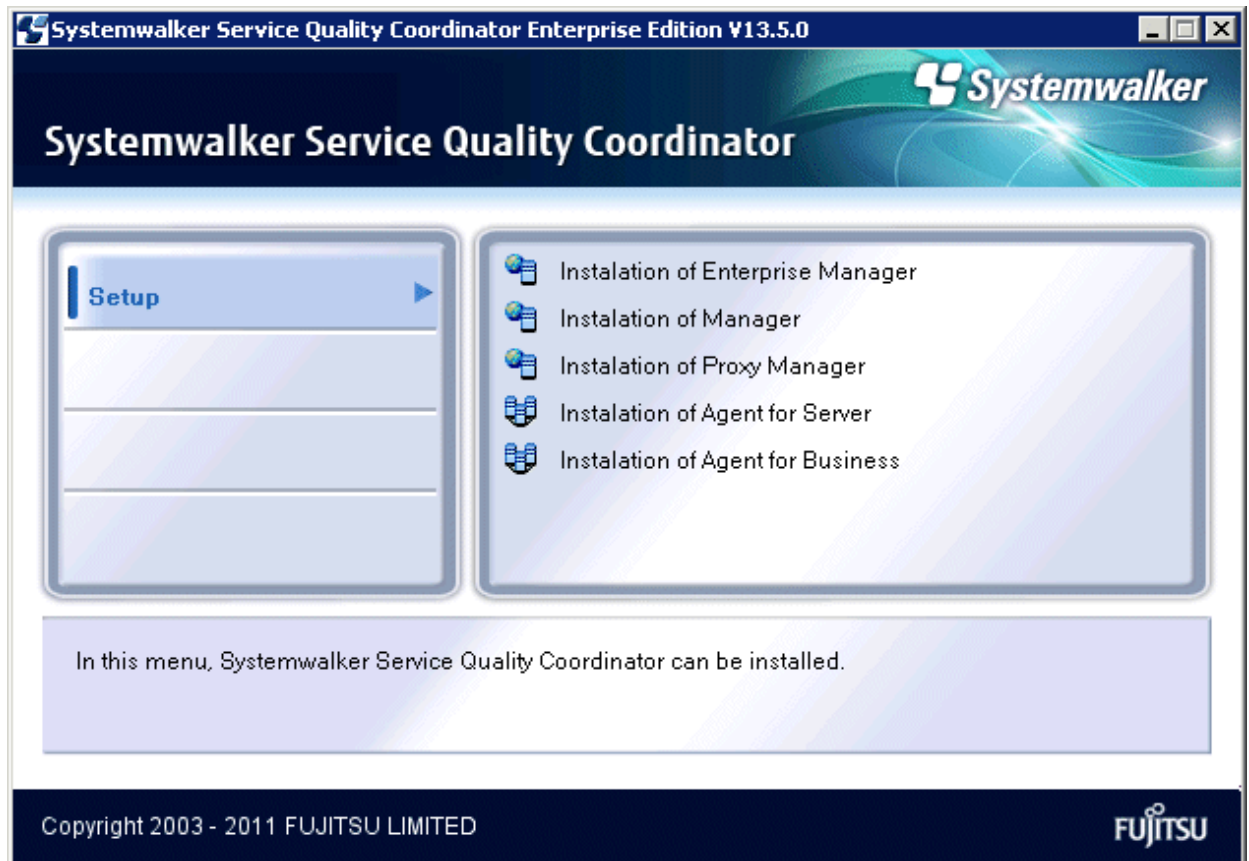 Systemwalker Service Quality Coordinator Enterprise Edition V13.5.0
Systemwalker
Systemwalker Service Quality Coordinator
Setup
Instalation of Enterprise Manager
Instalation of Manager
Instalation of Proxy Manager
Instalation of Agent for Server
Instalation of Agent for Business
In this menu, Systemwalker Service Quality Coordinator can be installed.
Copyright 2003 - 2011 FUJITSU LIMITED
FUJITSU